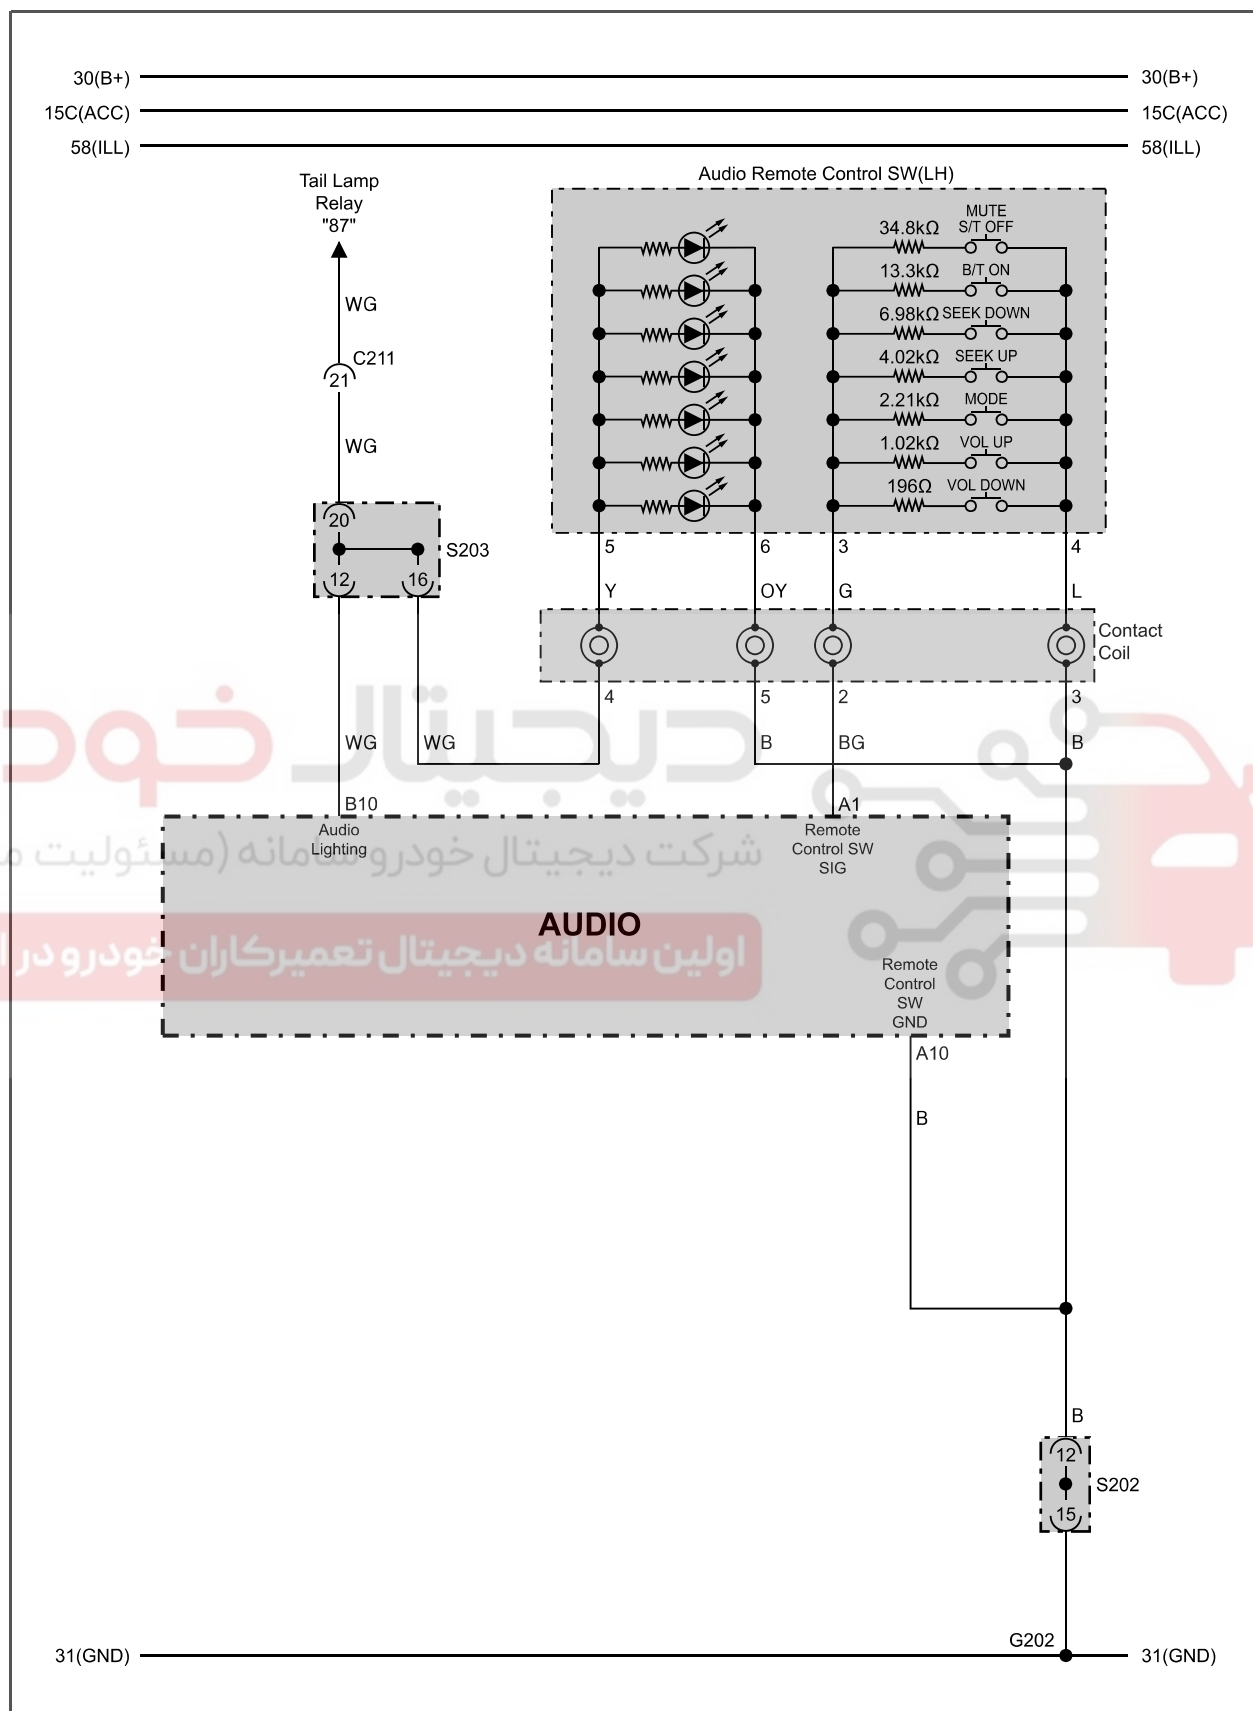 30(B+) 30(B+)
15C(ACC) 15C(ACC)
58(ILL) 58(ILL)
Tail Lamp
Relay
"87"
WG
C211
21
WG
20
S203
12 16
Audio Remote Control SW(LH)
MUTE
34.8kΩ S/T OFF
13.3kΩ B/T ON
6.98kΩ SEEK DOWN
4.02kΩ SEEK UP
2.21kΩ MODE
1.02kΩ VOL UP
196Ω VOL DOWN
5 6 3 4
Y OY G L
Contact
Coil
4 5 2 3
WG WG B BG B
دیجیتال خود
B10 A1
Audio
Lighting
Remote
Control SW
SIG
شرکت دیجیتال خودرو سامانه (مسئولیت م
AUDIO
اولین سامانه دیجیتال تعمیرکاران خودرو در ا
Remote
Control
SW
GND
A10
B
B
12
S202
15
G202
31(GND) 31(GND)